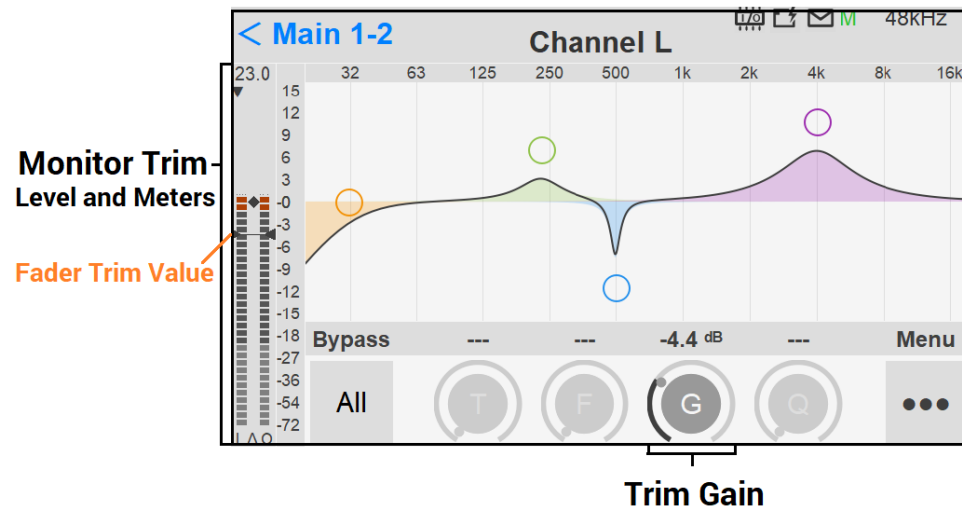 < Main 1-2
Channel L
I/O
M
48kHz
23.0
32 63 125 250 500 1k 2k 4k 8k 16k
15
12
9
6
3
-0
-3
-6
-9
-12
-15
-18
-27
-36
-54
-72
Monitor Trim
Level and Meters
Fader Trim Value
Bypass --- --- -4.4 dB --- Menu
All T F G Q
Trim Gain